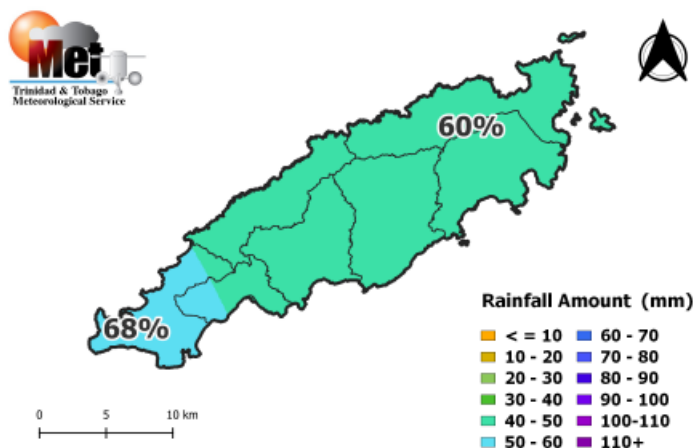 Met
Trinidad & Tobago
Meteorological Service
60%
68%
Rainfall Amount (mm)
< = 10
10 - 20
20 - 30
30 - 40
40 - 50
50 - 60
60 - 70
70 - 80
80 - 90
90 - 100
100-110
110+
0 5 10 km